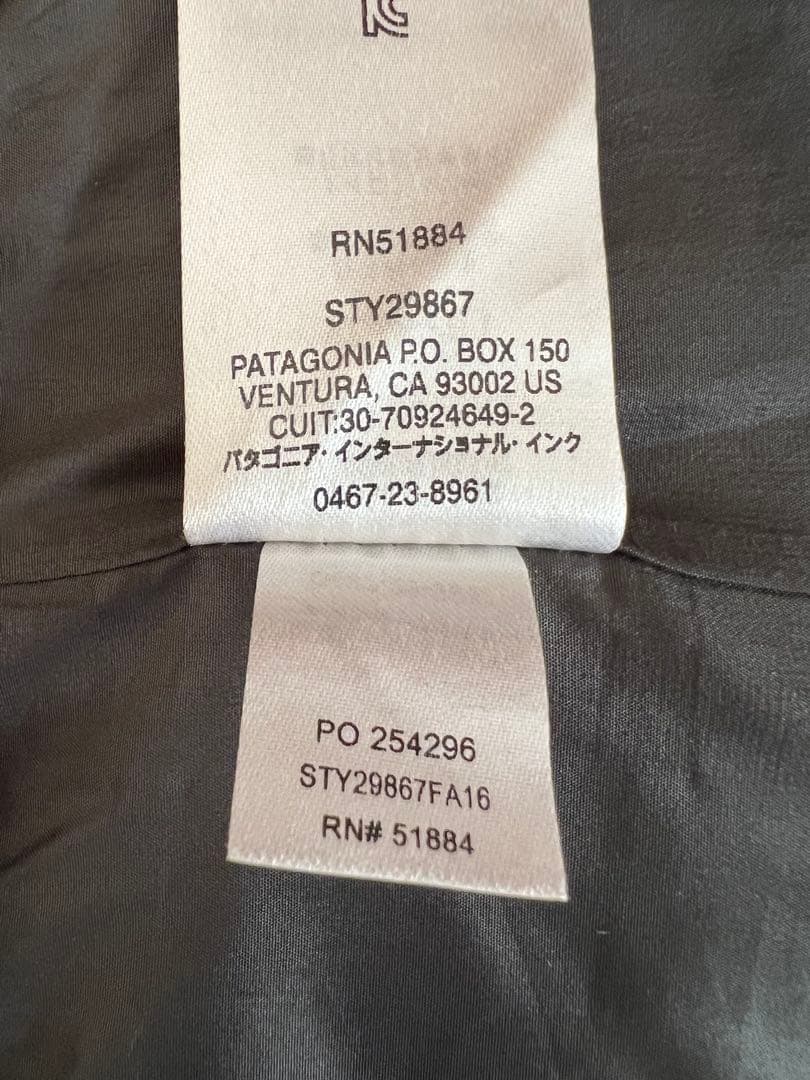 RN51884
STY29867
PATAGONIA P.O. BOX 150
VENTURA, CA 93002 US
CUIT:30-70924649-2
パタゴニア・インターナショナル・インク
0467-23-8961
PO 254296
STY29867FA16
RN# 51884